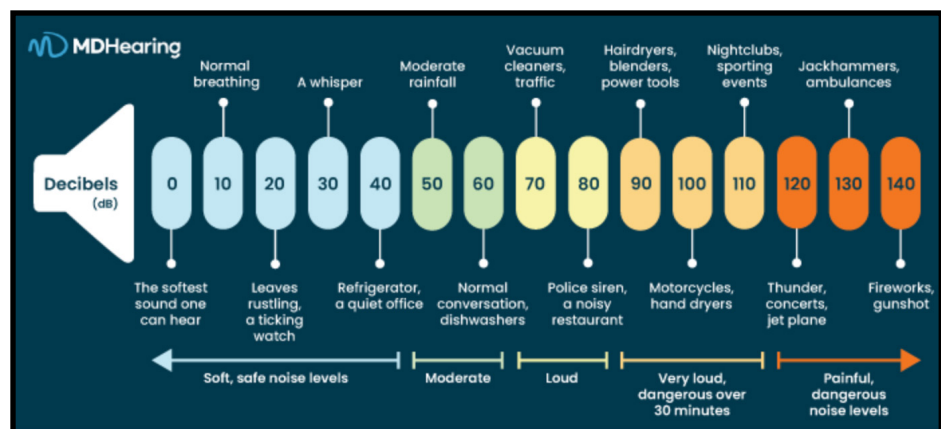 MDHearing
Normal
breathing
A whisper
Moderate
rainfall
Vacuum
cleaners,
traffic
Hairdryers,
blenders,
power tools
Nightclubs,
sporting
events
Jackhammers,
ambulances
Decibels
(dB)
0 10 20 30 40 50 60 70 80 90 100 110 120 130 140
The softest
sound one
can hear
Leaves
rustling,
a ticking
watch
Refrigerator,
a quiet office
Normal
conversation,
dishwashers
Police siren,
a noisy
restaurant
Motorcycles,
hand dryers
Thunder,
concerts,
jet plane
Fireworks,
gunshot
Soft, safe noise levels
Moderate
Loud
Very loud,
dangerous over
30 minutes
Painful,
dangerous
noise levels